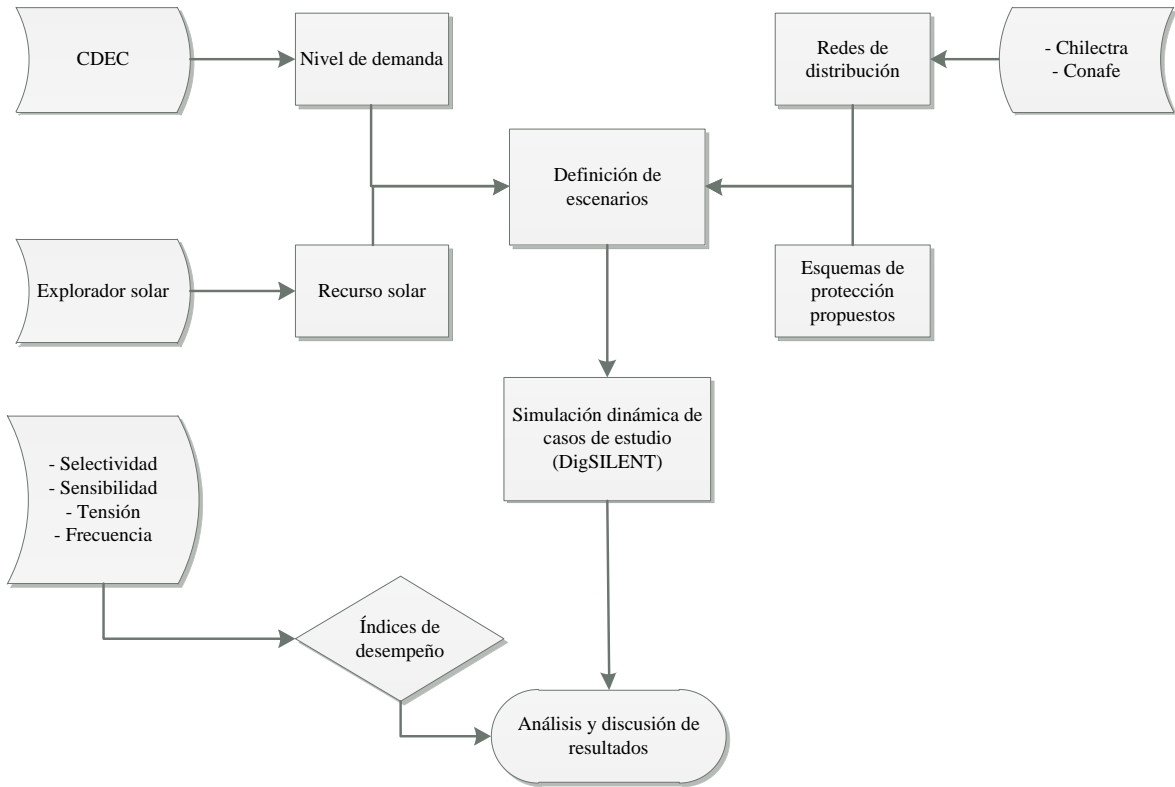 CDEC
Nivel de demanda
Redes de
distribución
- Chilectra
- Conafe
Definición de
escenarios
Explorador solar
Recurso solar
Esquemas de
protección
propuestos
Simulación dinámica de
casos de estudio
(DigSILENT)
- Selectividad
- Sensibilidad
- Tensión
- Frecuencia
Índices de
desempeño
Análisis y discusión de
resultados